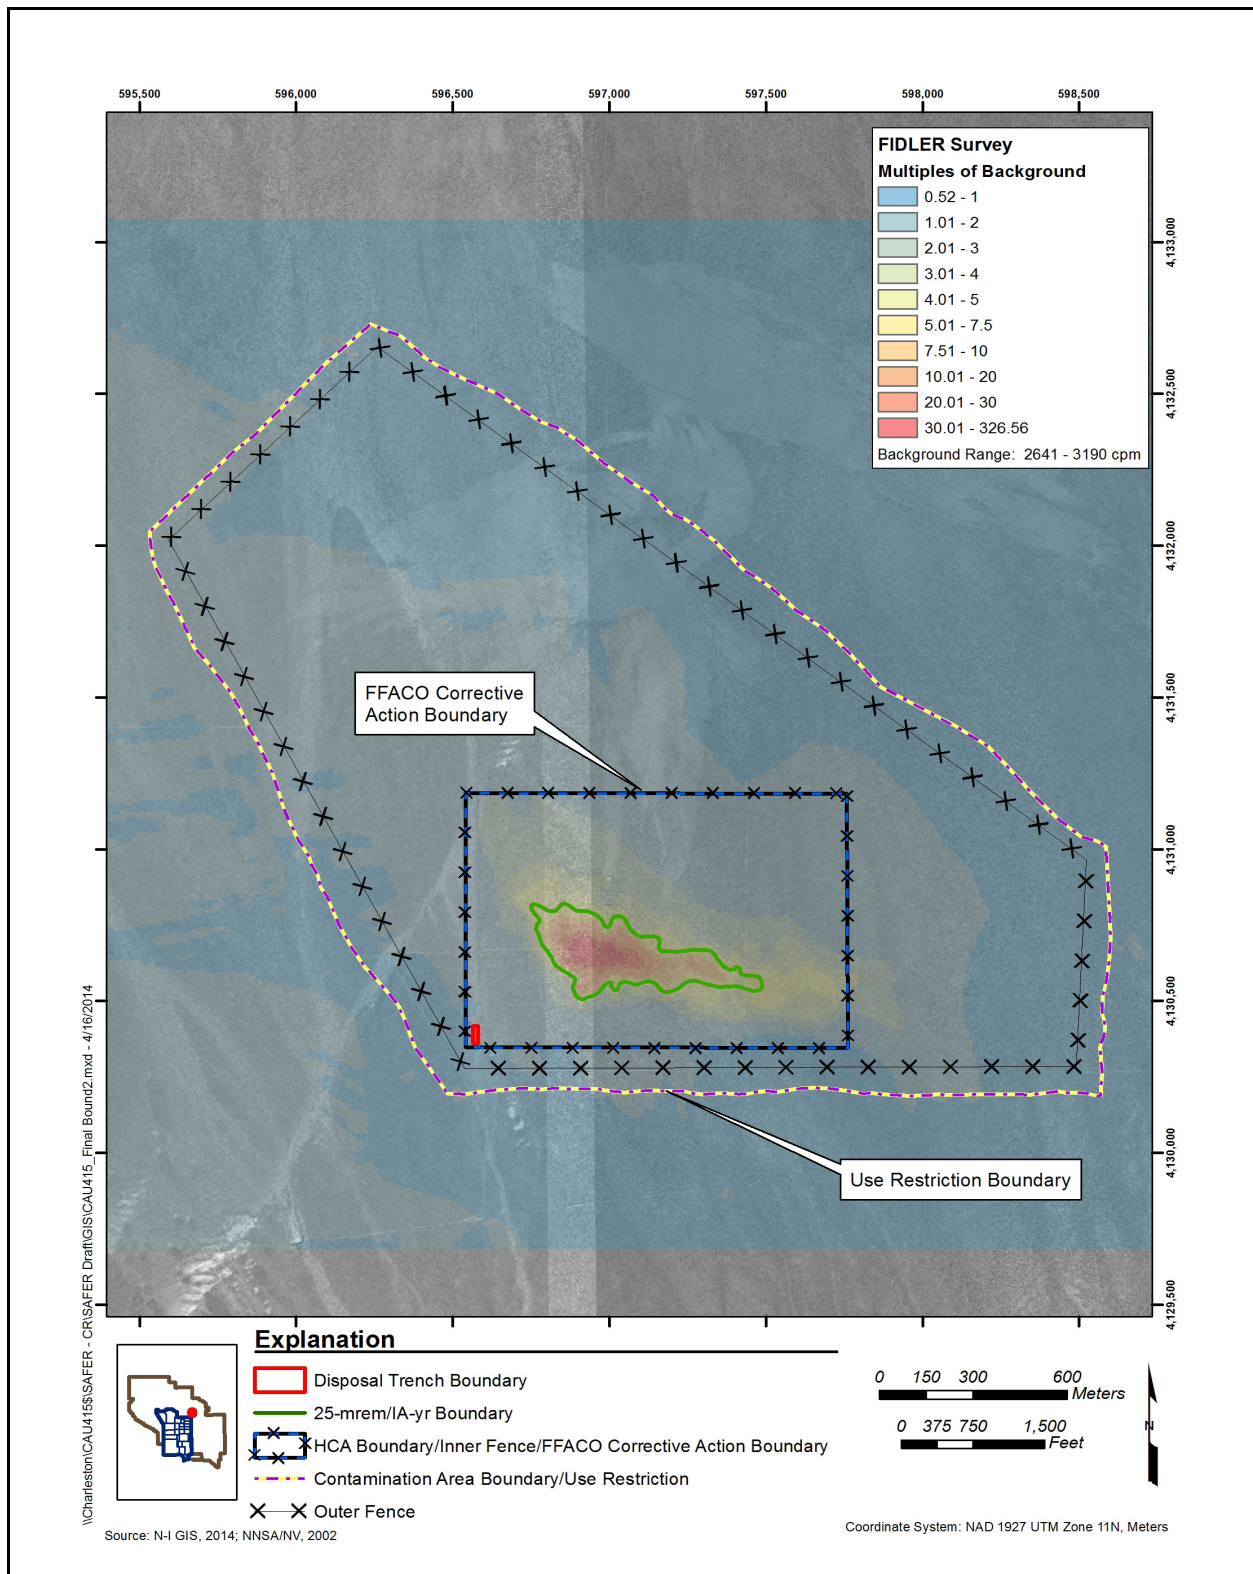 595,500 596,000 596,500 597,000 597,500 598,000 598,500
FIDLER Survey
Multiples of Background
0.52 - 1
1.01 - 2
2.01 - 3
3.01 - 4
4.01 - 5
5.01 - 7.5
7.51 - 10
10.01 - 20
20.01 - 30
30.01 - 326.56
Background Range: 2641 - 3190 cpm
4,133,000
4,132,500
4,132,000
4,131,500
4,131,000
4,130,500
4,130,000
4,129,500
FFACO Corrective
Action Boundary
Use Restriction Boundary
\\Charleston\CAU415$\SAFER - CR\SAFER Draft\GIS\CAU415_Final Bound2.mxd - 4/16/2014
Explanation
Disposal Trench Boundary
25-mrem/IA-yr Boundary
HCA Boundary/Inner Fence/FFACO Corrective Action Boundary
Contamination Area Boundary/Use Restriction
Outer Fence
0 150 300 600
Meters
0 375 750 1,500
Feet
N
Source: N-I GIS, 2014; NNSA/NV, 2002
Coordinate System: NAD 1927 UTM Zone 11N, Meters